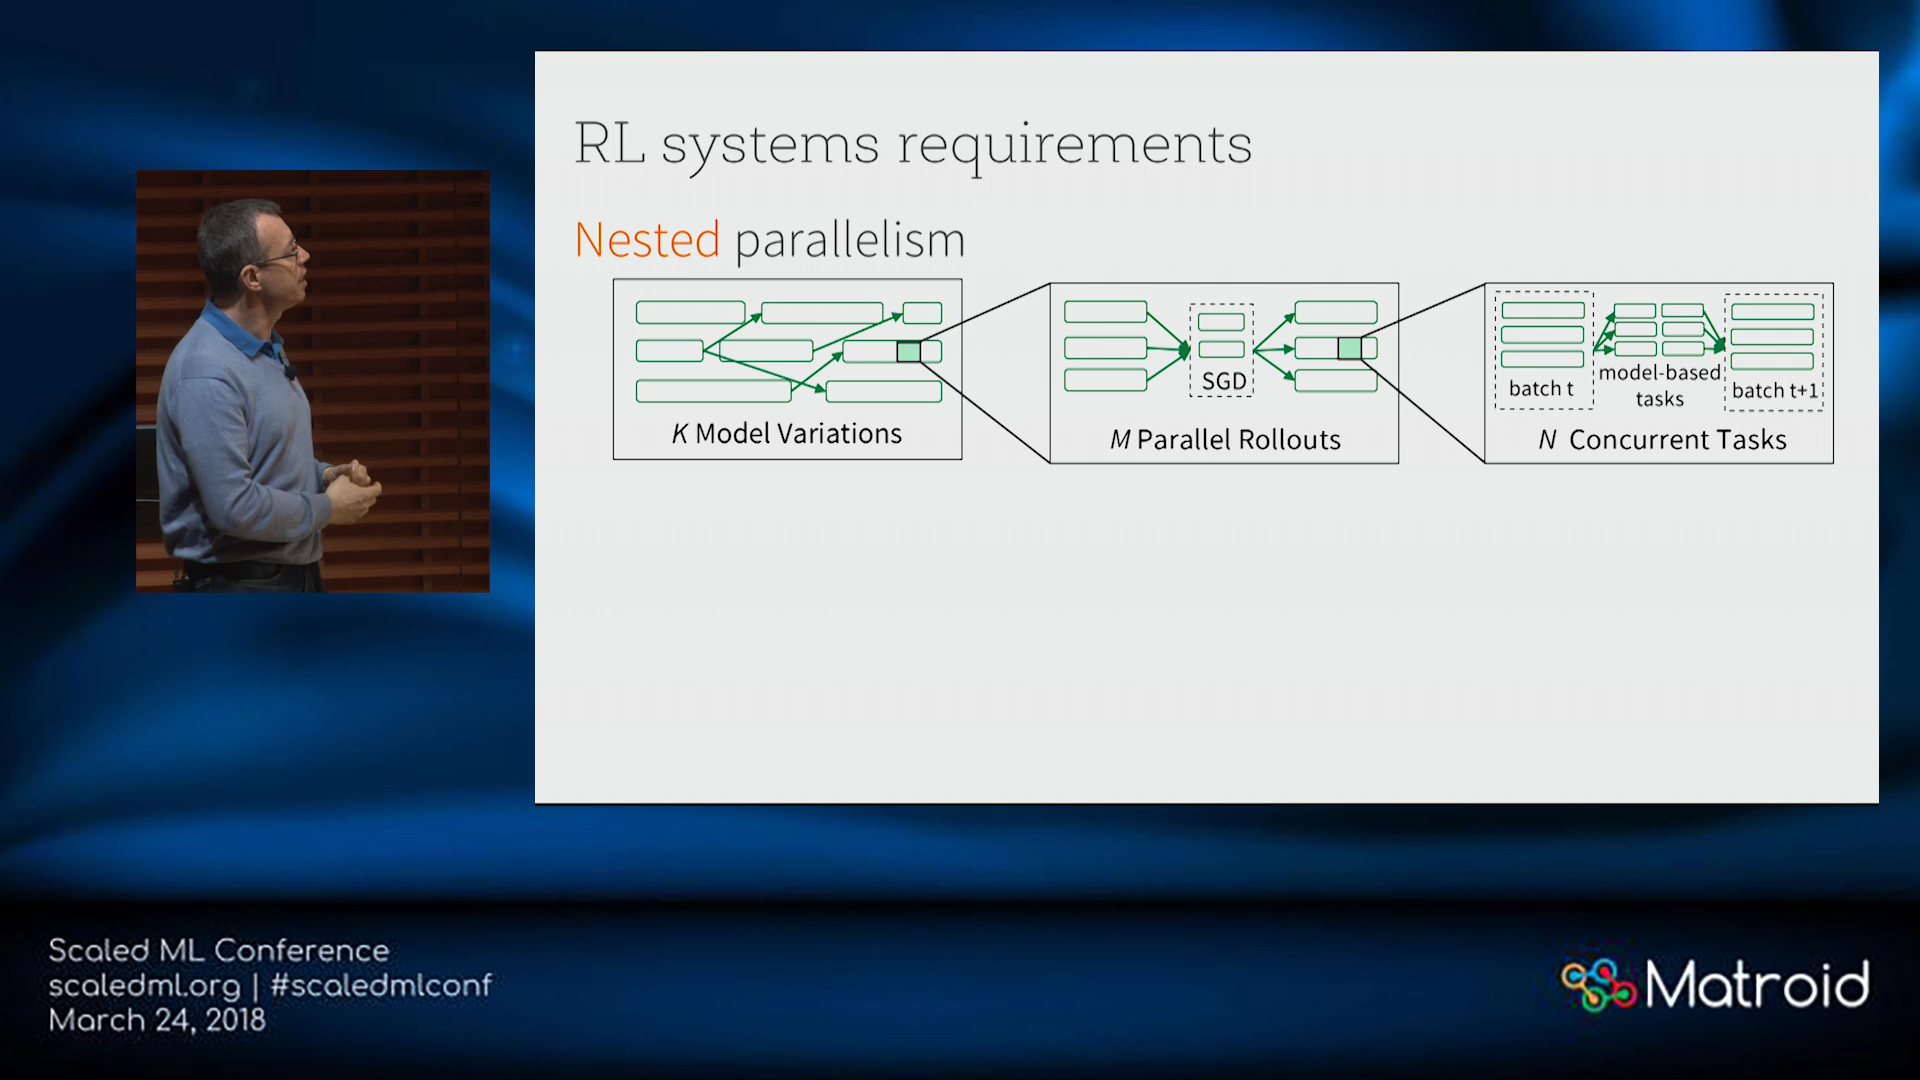 RL systems requirements
Nested parallelism
K Model Variations
SGD
M Parallel Rollouts
batch t
model-based
tasks
batch t+1
N Concurrent Tasks
Scaled ML Conference
scaledml.org | #scaledmlconf
March 24, 2018
Matroid